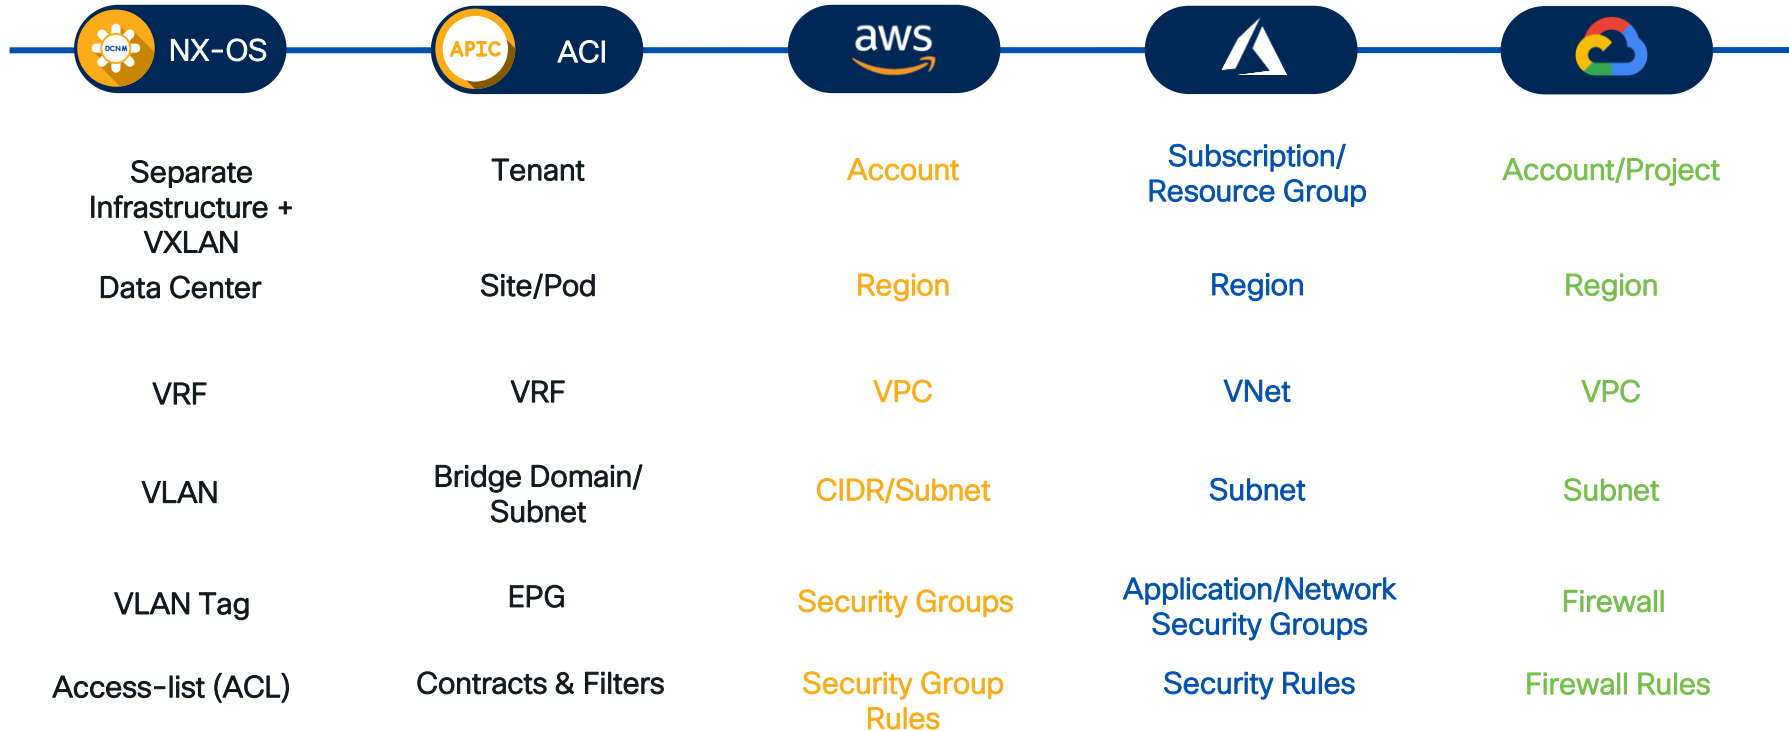 DCNM
NX-OS
APIC
ACI
aws
Separate
Infrastructure +
VXLAN
Tenant
Account
Subscription/
Resource Group
Account/Project
Data Center
Site/Pod
Region
Region
Region
VRF
VRF
VPC
VNet
VPC
VLAN
Bridge Domain/
Subnet
CIDR/Subnet
Subnet
Subnet
VLAN Tag
EPG
Security Groups
Application/Network
Security Groups
Firewall
Access-list (ACL)
Contracts & Filters
Security Group
Rules
Security Rules
Firewall Rules